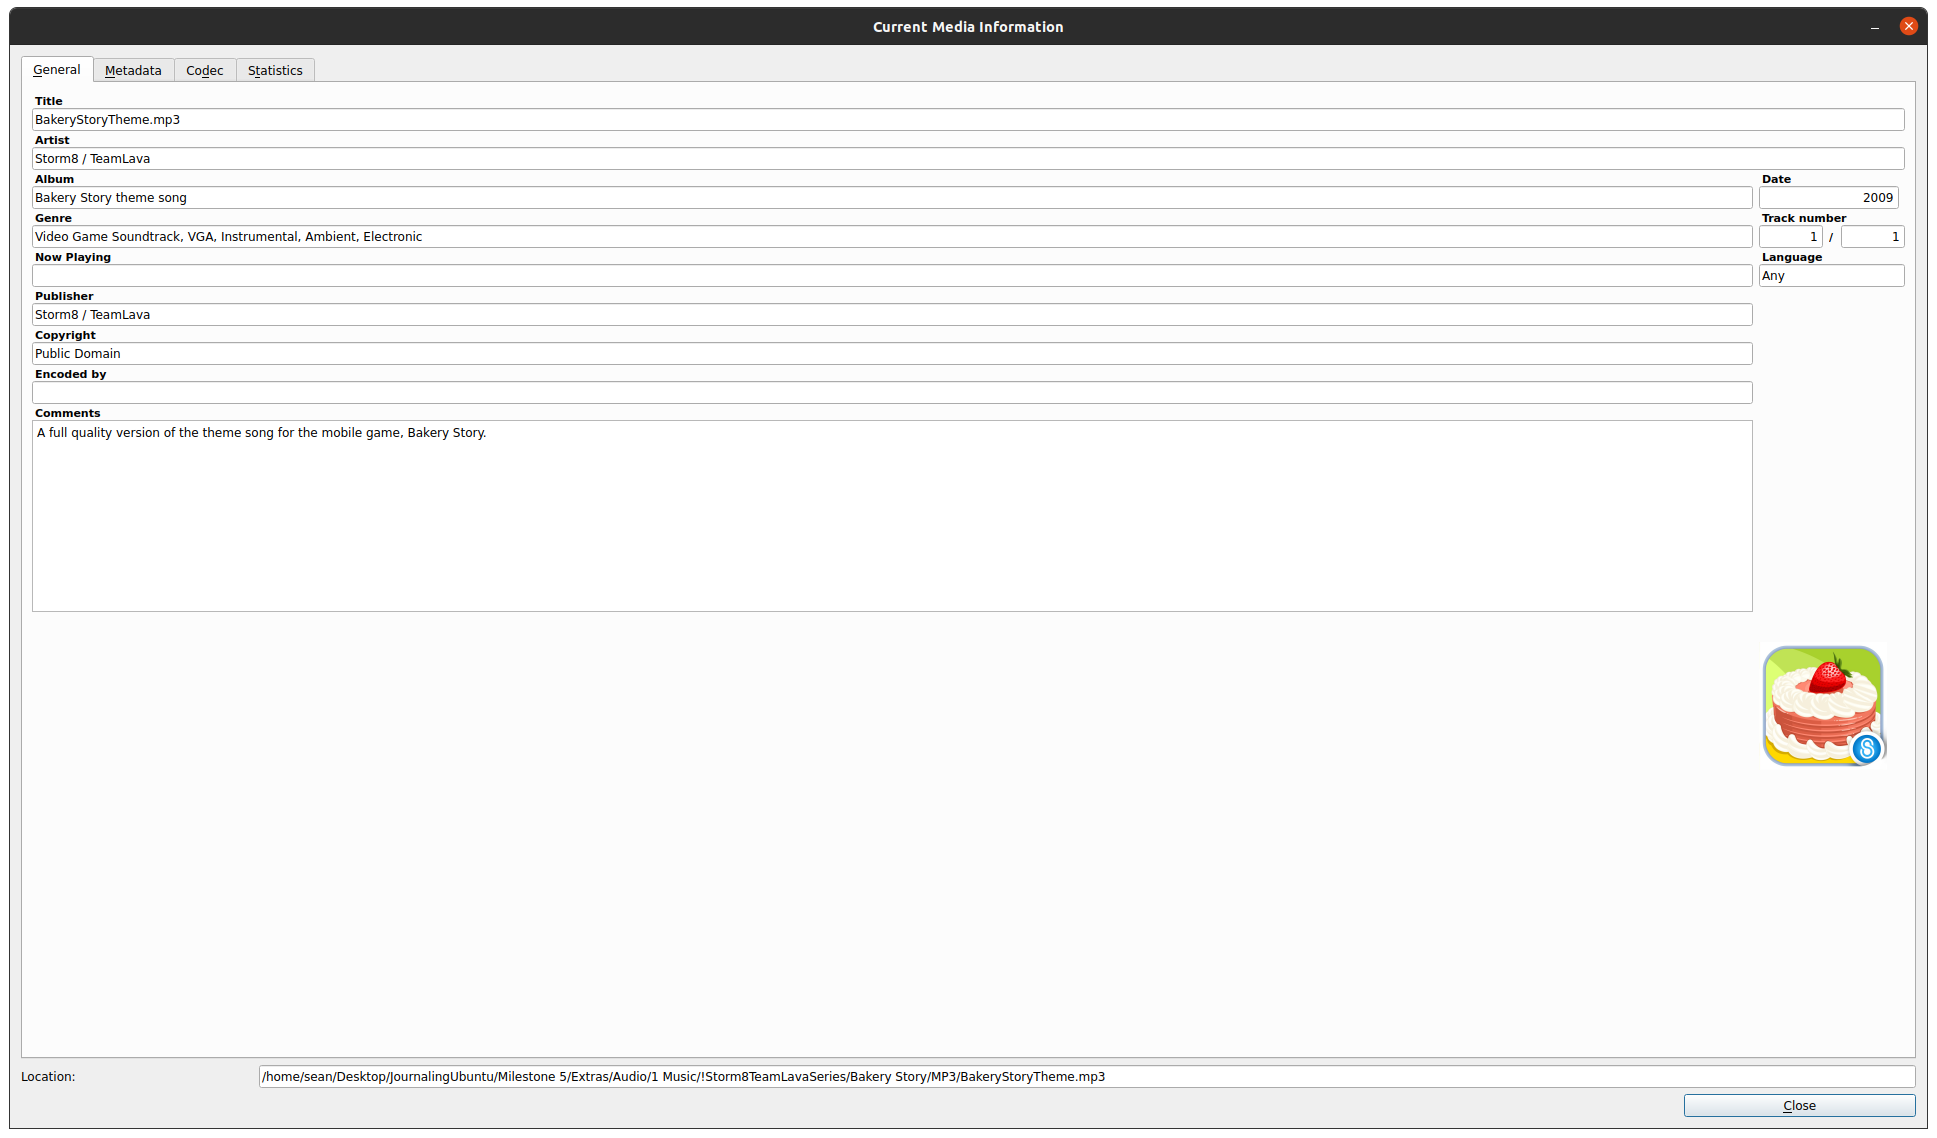 Current Media Information
General Metadata Codec Statistics
Title
BakeryStoryTheme.mp3
Artist
Storm8 / TeamLava
Album Date
Bakery Story theme song 2009
Genre Track number
Video Game Soundtrack, VGA, Instrumental, Ambient, Electronic 1 / 1
Now Playing Language
Any
Publisher
Storm8 / TeamLava
Copyright
Public Domain
Encoded by
Comments
A full quality version of the theme song for the mobile game, Bakery Story.
S
Location: /home/sean/Desktop/JournalingUbuntu/Milestone 5/Extras/Audio/1 Music/!Storm8TeamLavaSeries/Bakery Story/MP3/BakeryStoryTheme.mp3
Close